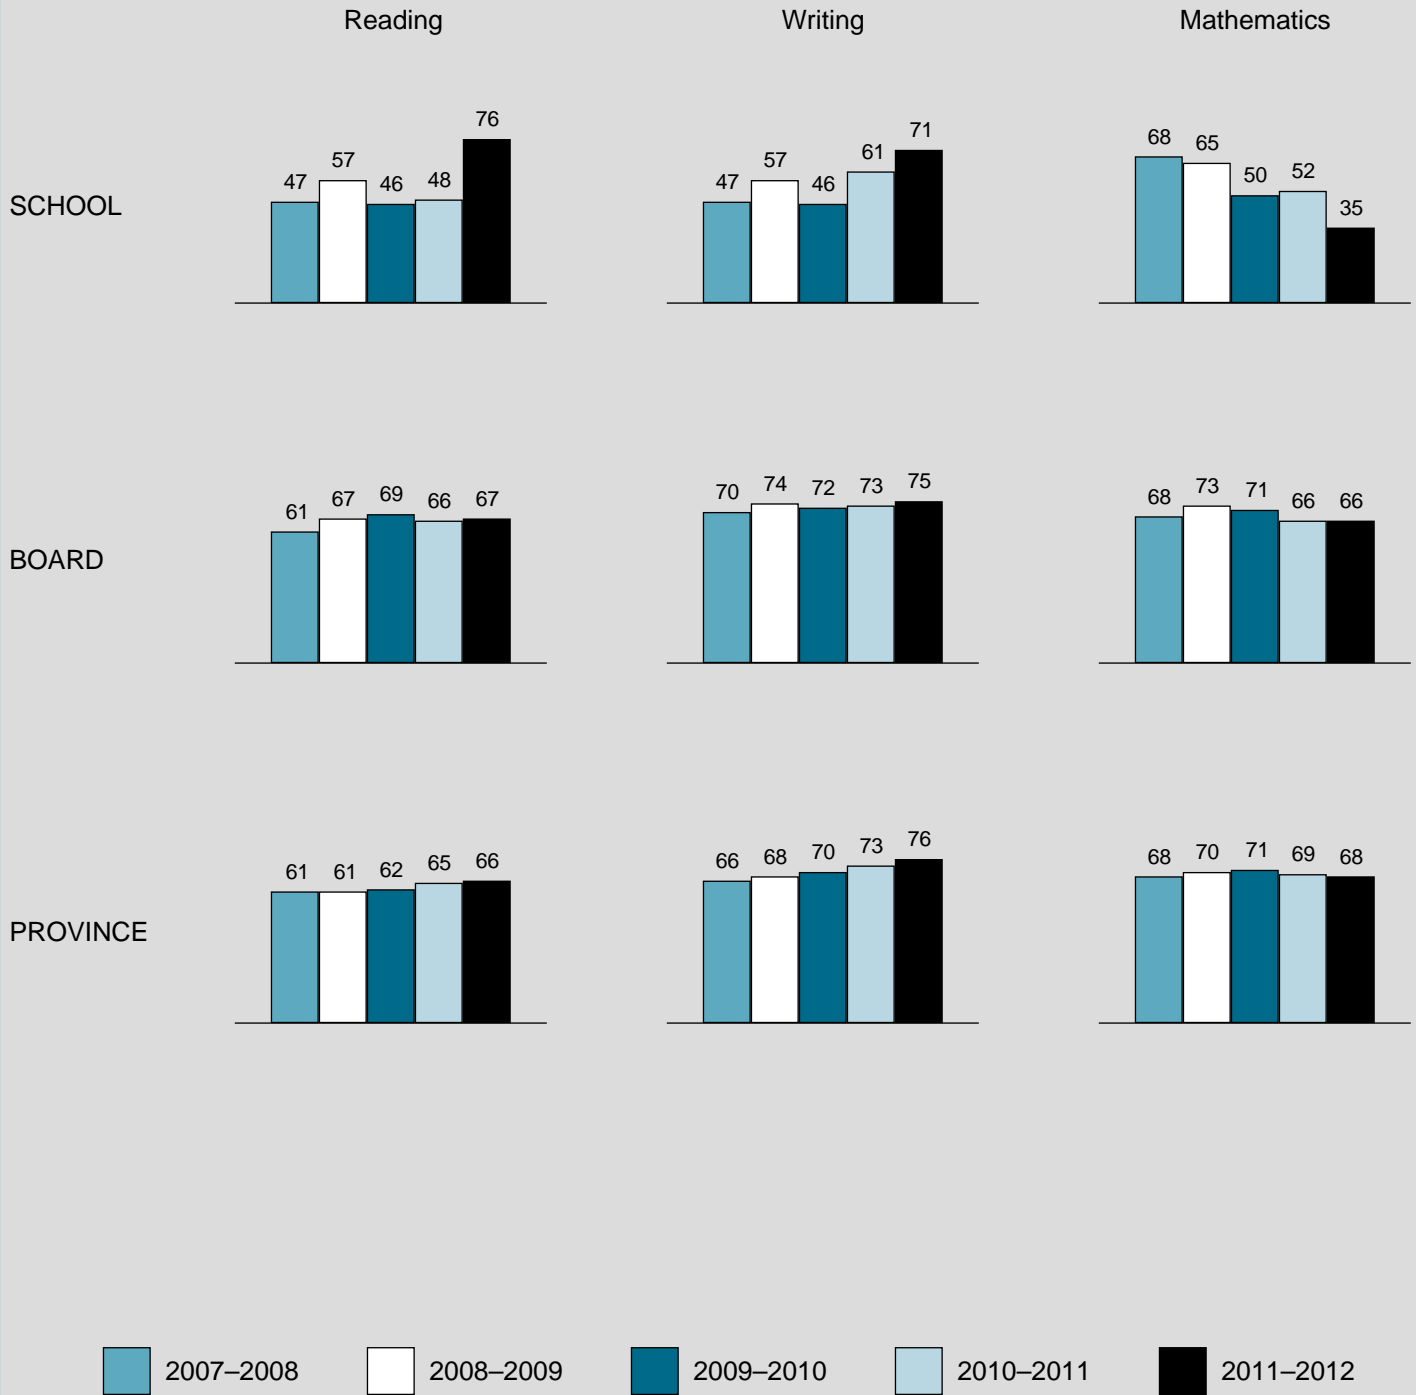 Reading Writing Mathematics
SCHOOL
47 57 46 48 76
47 57 46 61 71
68 65 50 52 35
BOARD
61 67 69 66 67
70 74 72 73 75
68 73 71 66 66
PROVINCE
61 61 62 65 66
66 68 70 73 76
68 70 71 69 68
2007–2008 2008–2009 2009–2010 2010–2011 2011–2012